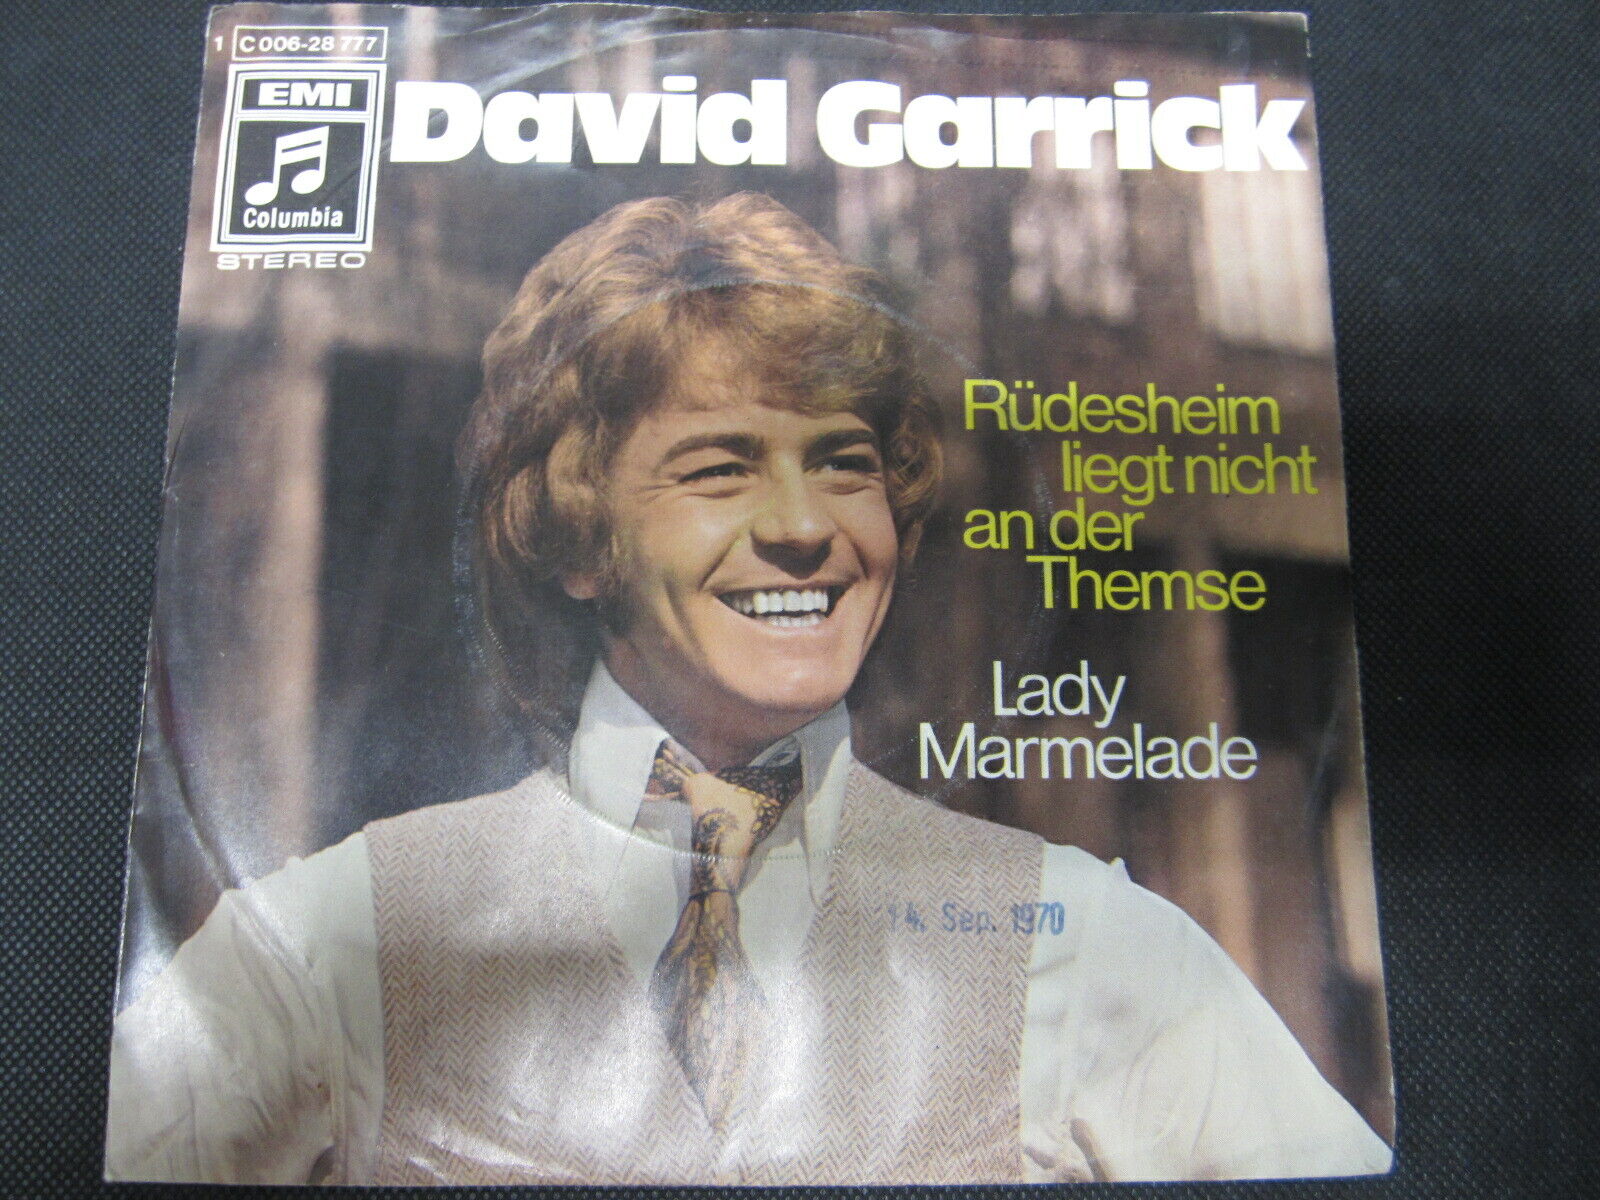 1 C 006-28 777
EMI
Columbia
STEREO
David Garrick
Rüdesheim
liegt nicht
an der
Themse
Lady
Marmelade
14. Sep. 1970